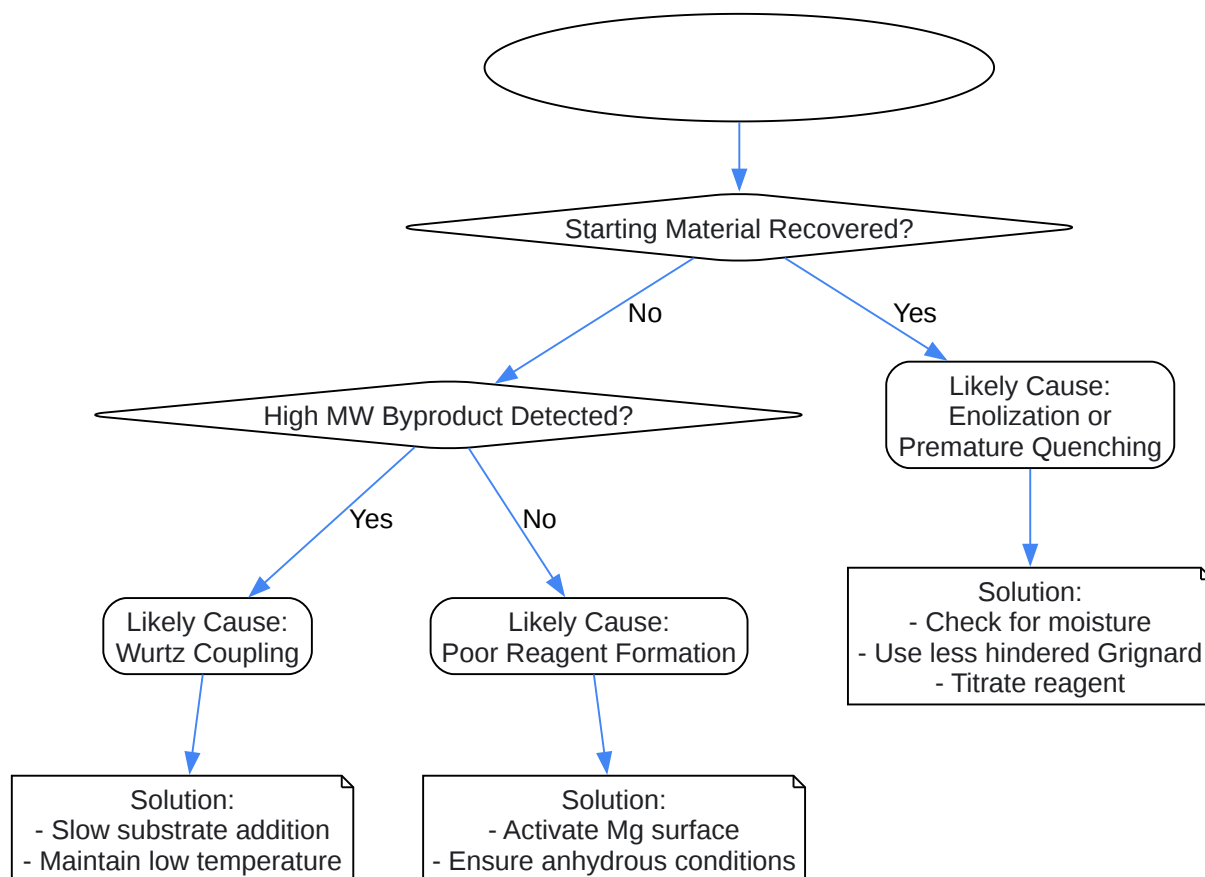 Starting Material Recovered?
No
Yes
High MW Byproduct Detected?
Likely Cause:
Enolization or
Premature Quenching
Yes
No
Likely Cause:
Wurtz Coupling
Likely Cause:
Poor Reagent Formation
Solution:
- Check for moisture
- Use less hindered Grignard
- Titrate reagent
Solution:
- Slow substrate addition
- Maintain low temperature
Solution:
- Activate Mg surface
- Ensure anhydrous conditions